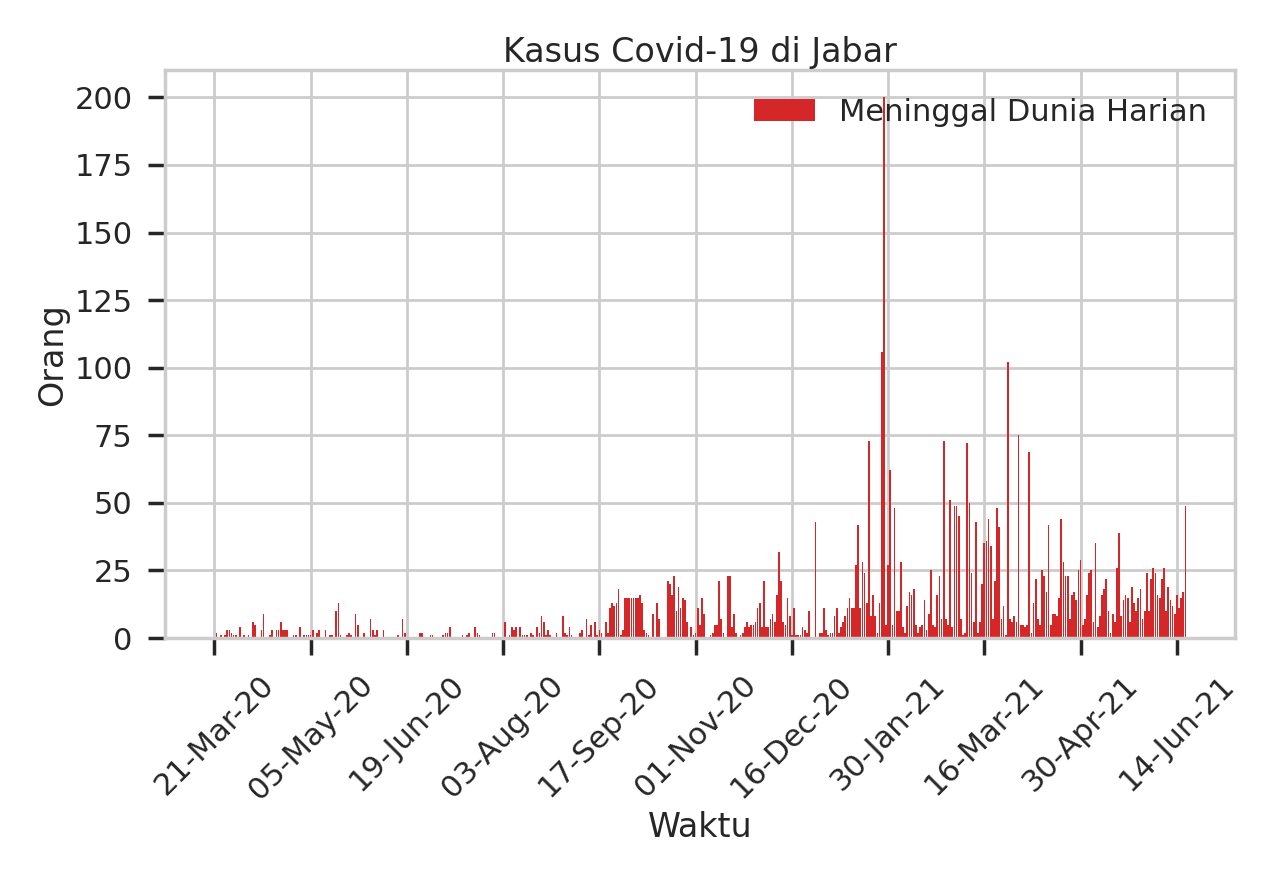 Kasus Covid-19 di Jabar
Meninggal Dunia Harian
200
175
150
125
100
75
50
25
0
Orang
21-Mar-20
05-May-20
19-Jun-20
03-Aug-20
17-Sep-20
01-Nov-20
16-Dec-20
30-Jan-21
16-Mar-21
30-Apr-21
14-Jun-21
Waktu